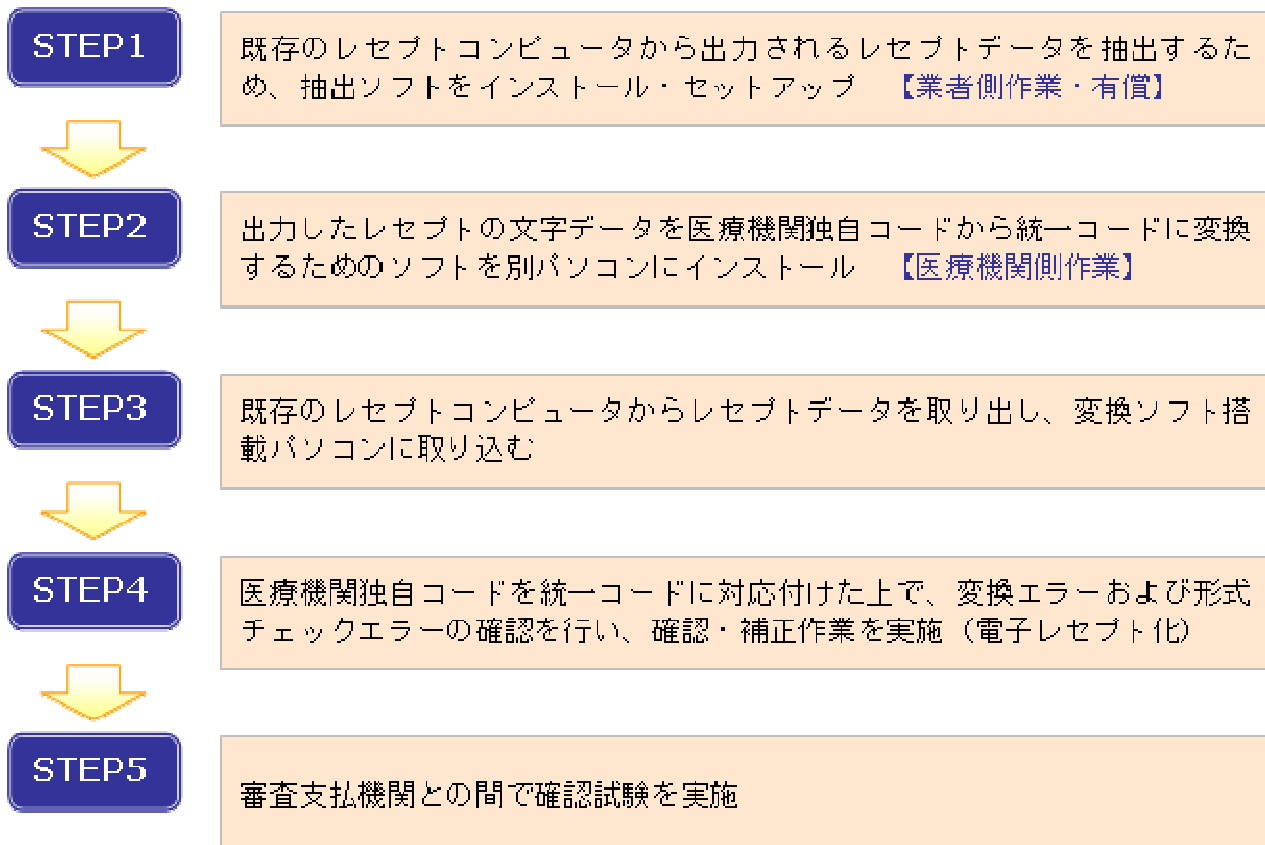 STEP1
既存のレセプトコンピュータから出力されるレセプトデータを抽出するた
め、抽出ソフトをインストール・セットアップ　【業者側作業・有償】
STEP2
出力したレセプトの文字データを医療機関独自コードから統一コードに変換
するためのソフトを別パソコンにインストール　【医療機関側作業】
STEP3
既存のレセプトコンピュータからレセプトデータを取り出し、変換ソフト搭
載パソコンに取り込む
STEP4
医療機関独自コードを統一コードに対応付けた上で、変換エラーおよび形式
チェックエラーの確認を行い、確認・補正作業を実施（電子レセプト化）
STEP5
審査支払機関との間で確認試験を実施